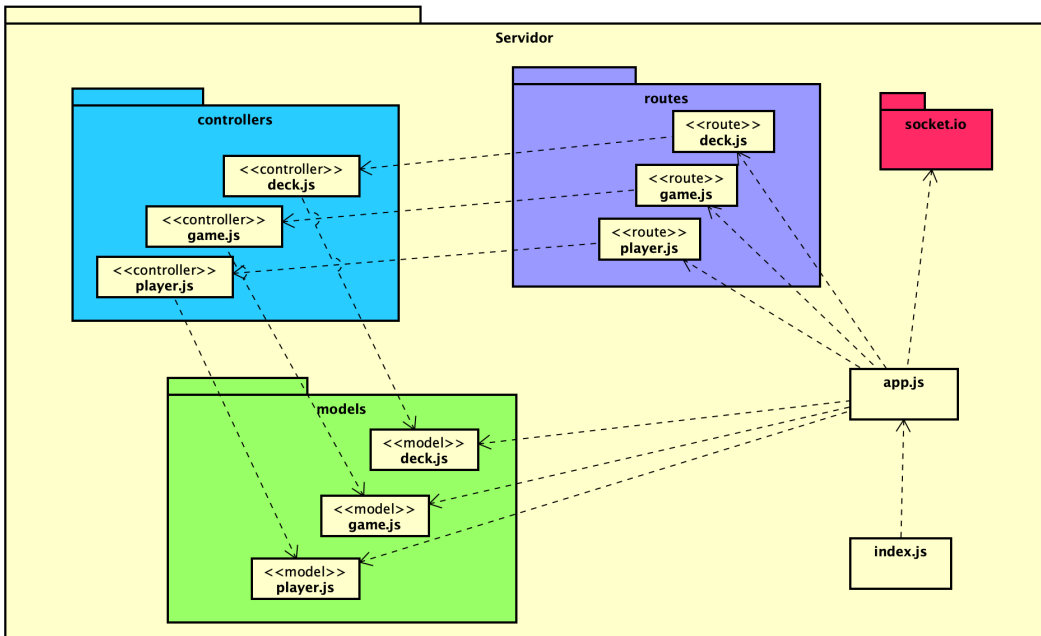 Servidor
controllers
<<controller>>
deck.js
<<controller>>
game.js
<<controller>>
player.js
routes
<<route>>
deck.js
<<route>>
game.js
<<route>>
player.js
socket.io
models
<<model>>
deck.js
<<model>>
game.js
<<model>>
player.js
app.js
index.js